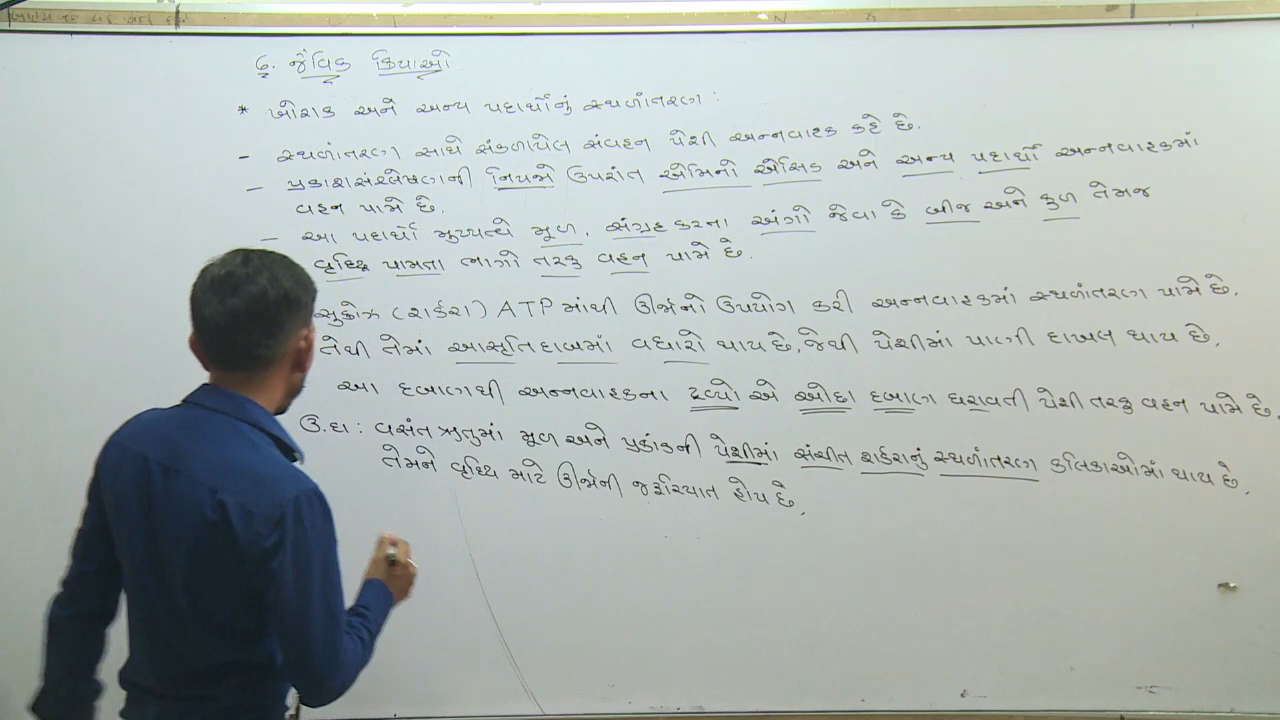 ૬. જૈવિક ક્રિયાઓ
* ખોરાક અને અન્ય પદાર્થોનું સ્થળાંતરણ :
- સ્થળાંતરણ સાથે સંકળાયેલ સંવહન પેશી અન્નવાહક કહે છે.
- પ્રકાશસંશ્લેષણની નિપજો ઉપરાંત એમિનો એસિડ અને અન્ય પદાર્થો અન્નવાહકમાં
વહન પામે છે.
- આ પદાર્થો મુખ્યત્વે મૂળ, સંગ્રહ કરના અંગો જેવા કે બીજ અને ફળ તેમજ
વૃધ્ધિ પામતા ભાગો તરફ વહન પામે છે.
સુક્રોઝ (શર્કરા) ATP માંથી ઊર્જાનો ઉપયોગ કરી અન્નવાહકમાં સ્થળાંતરણ પામે છે.
તેથી તેમાં આસૃતિદાબમાં વધારો થાય છે, જેથી પેશીમાં પાણી દાખલ થાય છે.
આ દબાણથી અન્નવાહકના દ્રવ્યો એ ઓછા દબાણ ધરાવતી પેશી તરફ વહન પામે છે.
ઉ.દા : વસંત ઋતુમાં મૂળ અને પ્રકાંડની પેશીમાં સંચીત શર્કરાનું સ્થળાંતરણ કલિકાઓમાં થાય છે.
તેમને વૃધ્ધિ માટે ઊર્જાની જરૂરિયાત હોય છે.